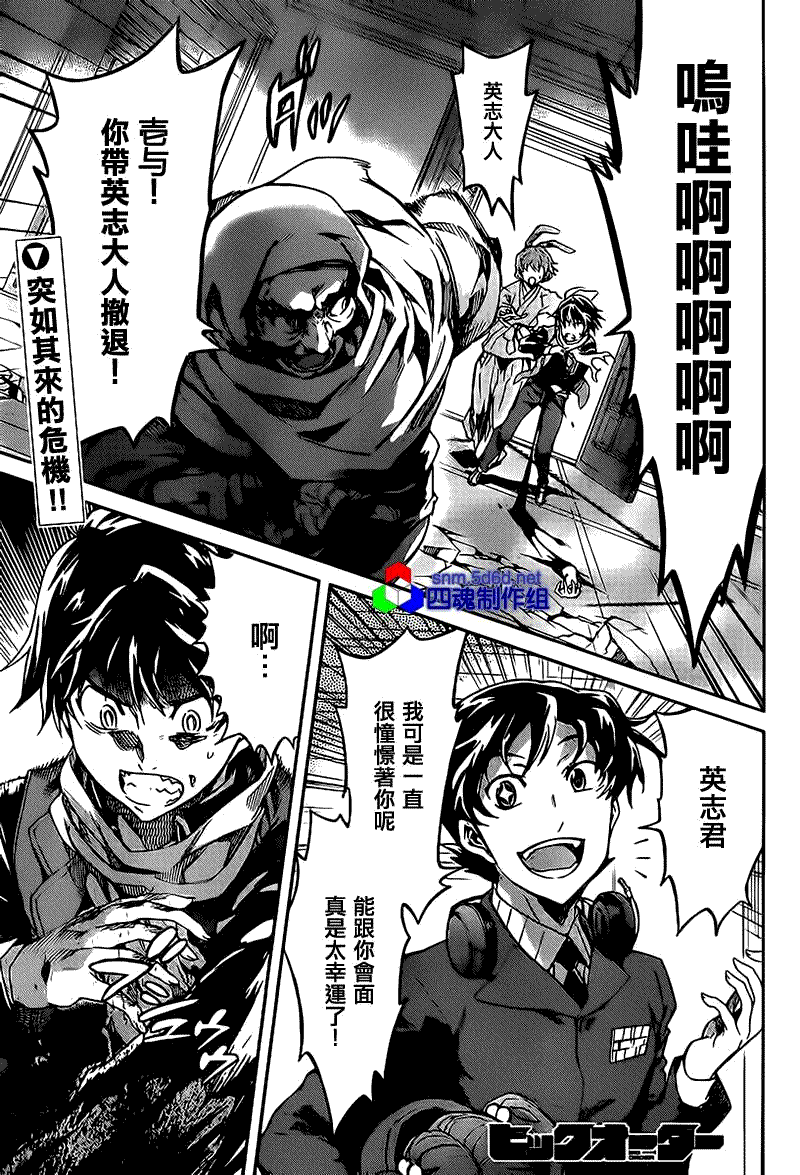 嗚哇啊啊啊啊啊
英志大人
壱与！
你帶英志大人撤退！
突如其來的危機!!
snm.5d6d.net
四魂制作组
英志君
我可是一直
很憧憬著你呢
能跟你會面
真是太幸運了！
啊…
ビッグオーダー